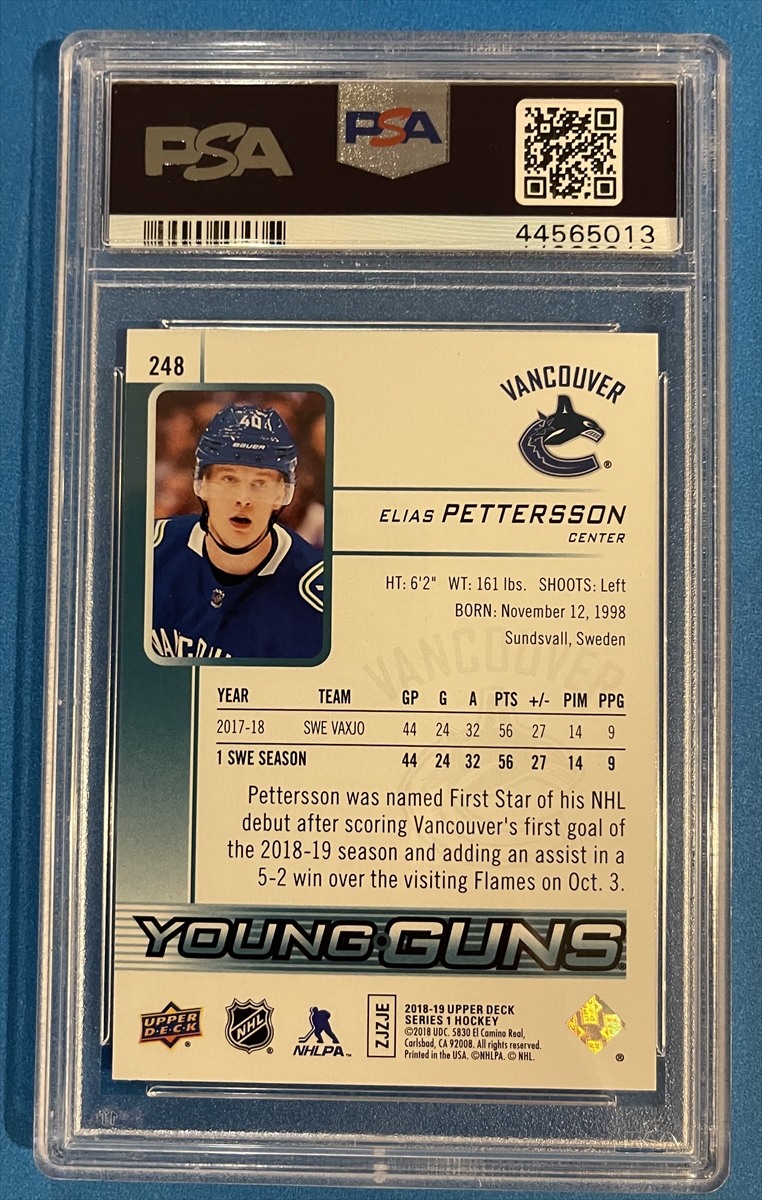 PSA
PSA
44565013
248
VANCOUVER
40
BAUER
VANCOU
ELIAS PETTERSSON
CENTER
HT: 6'2" WT: 161 lbs. SHOOTS: Left
BORN: November 12, 1998
Sundsvall, Sweden
VANCOUVER
YEAR TEAM GP G A PTS +/- PIM PPG
2017-18 SWE VAXJO 44 24 32 56 27 14 9
1 SWE SEASON 44 24 32 56 27 14 9
Pettersson was named First Star of his NHL
debut after scoring Vancouver's first goal of
the 2018-19 season and adding an assist in a
5-2 win over the visiting Flames on Oct. 3.
YOUNG GUNS
UPPER DECK ®
NHL ®
NHLPA™
ZJZJE
2018-19 UPPER DECK
SERIES 1 HOCKEY
©2018 UDC. 5830 El Camino Real,
Carlsbad, CA 92008. All rights reserved.
Printed in the USA. ©NHLPA. © NHL.
®